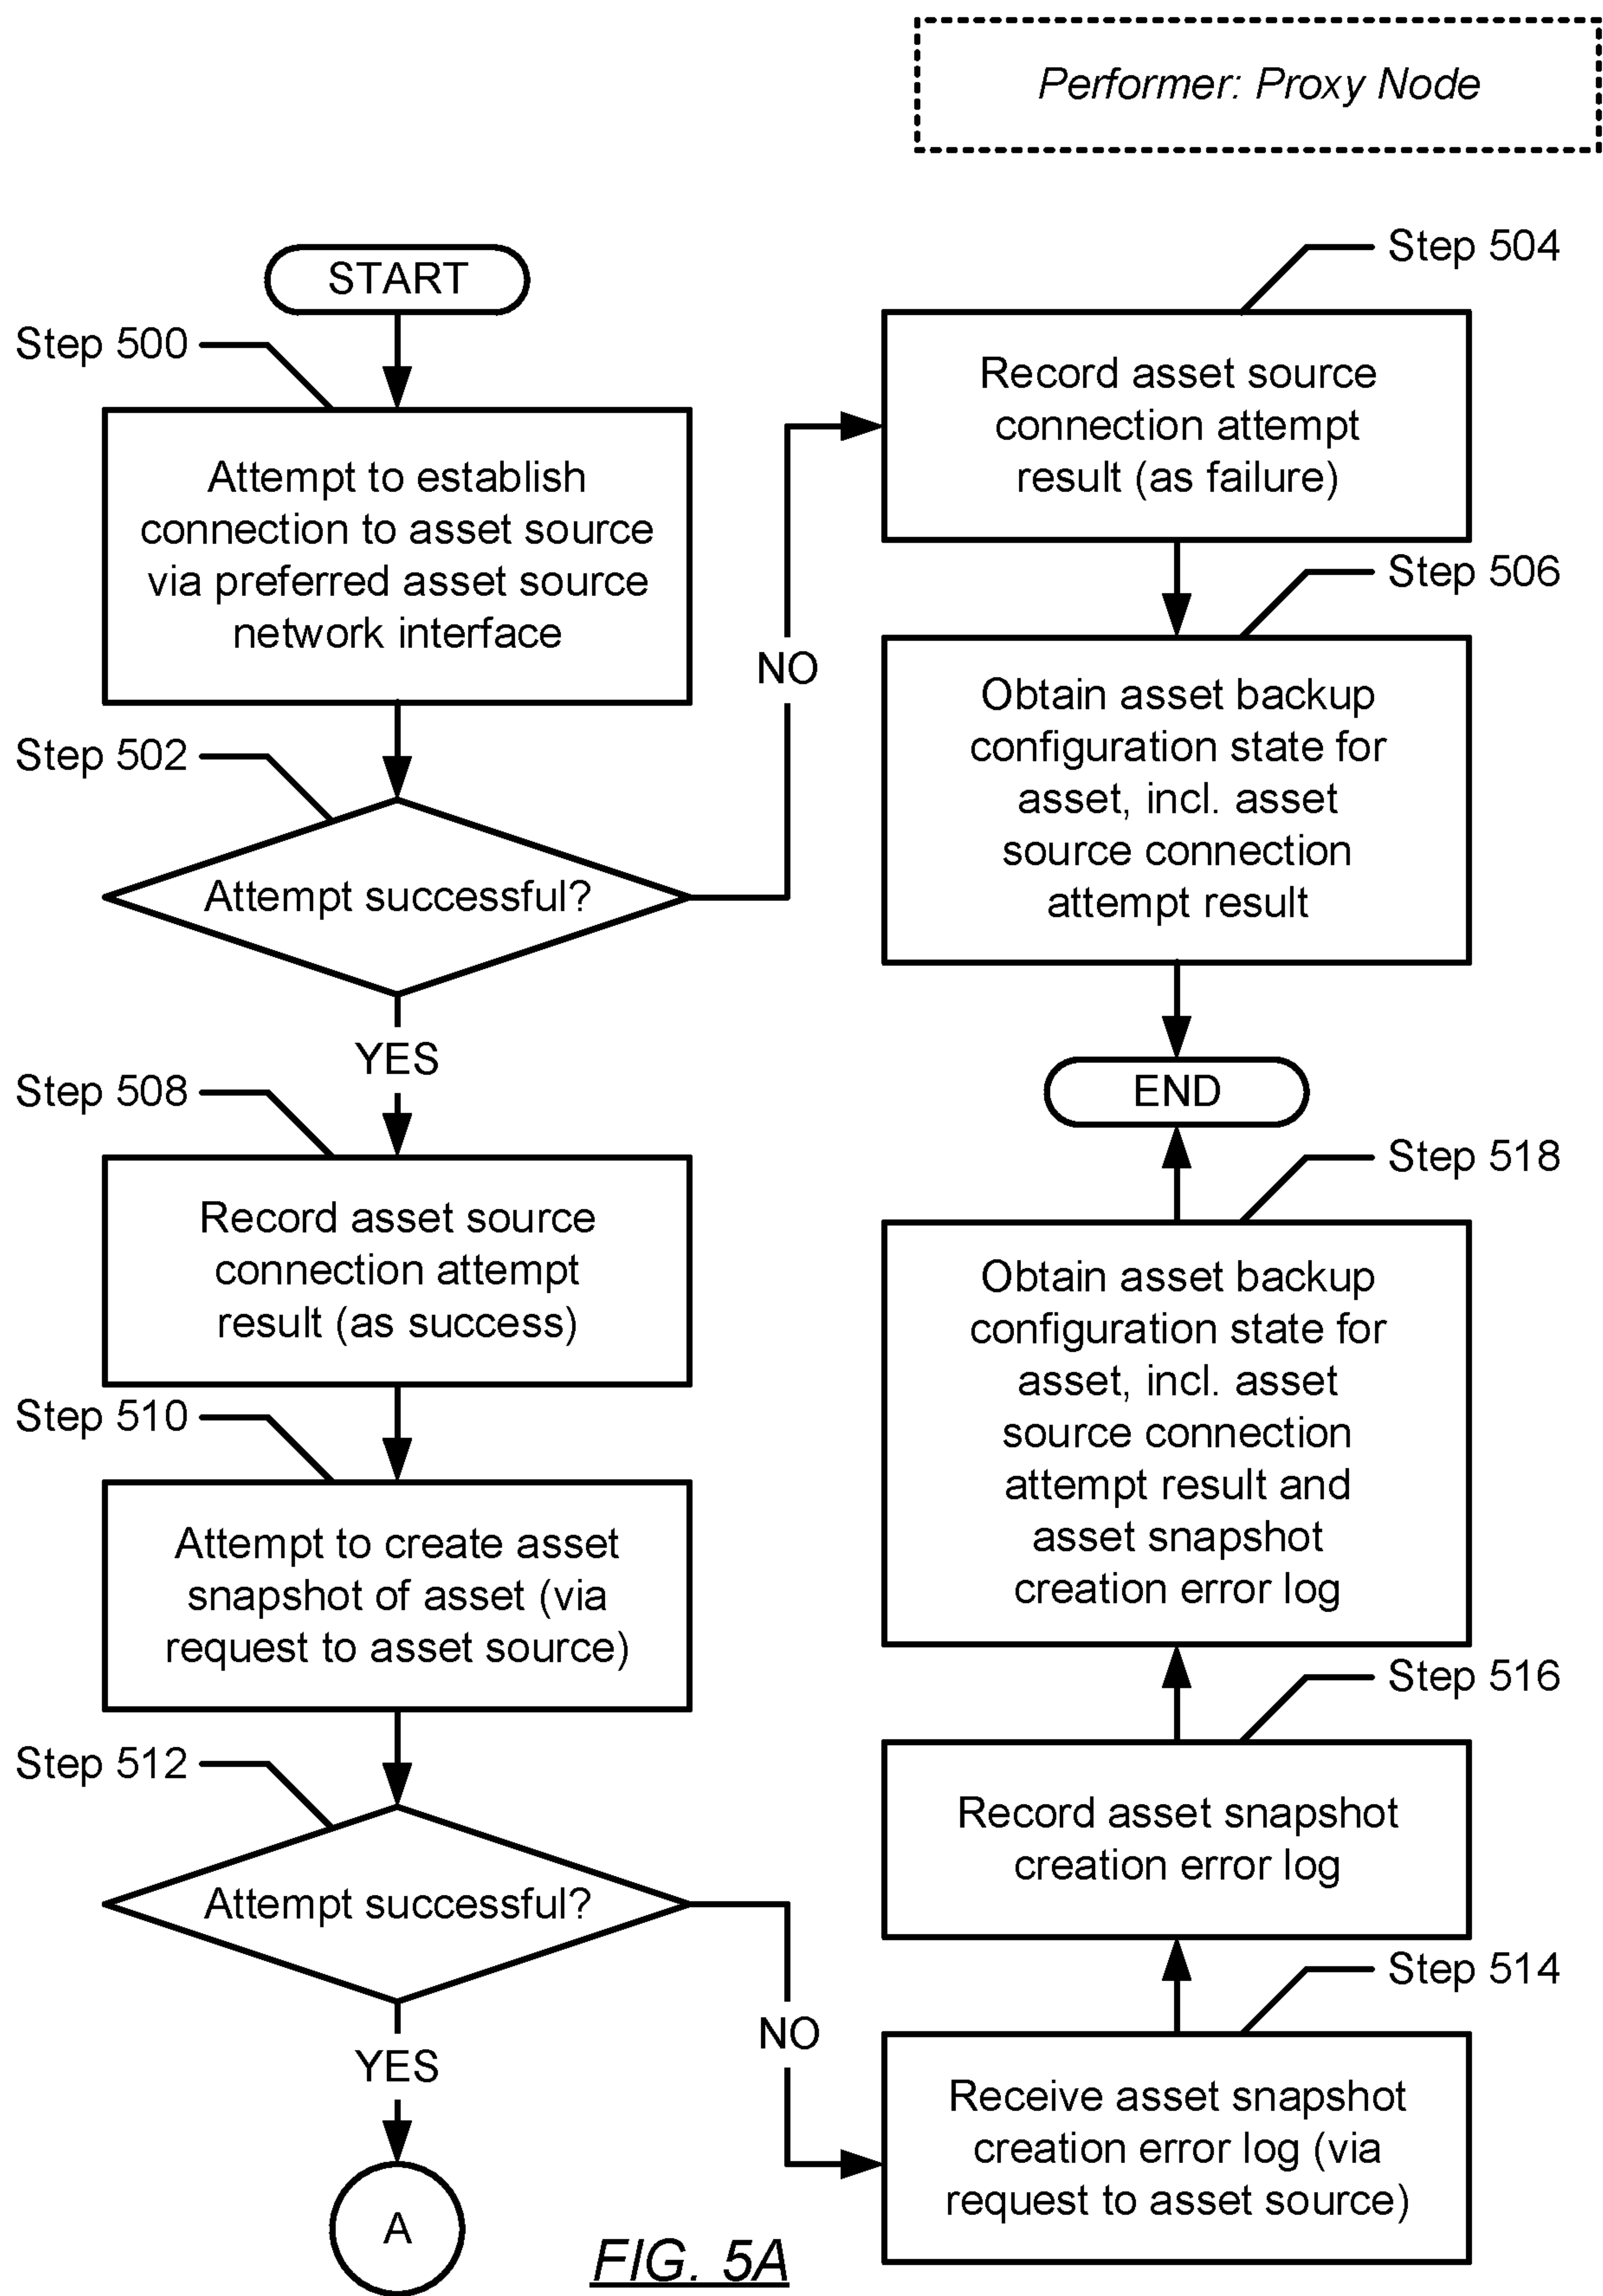 Performer: Proxy Node
START
Step 500
Attempt to establish
connection to asset source
via preferred asset source
network interface
Step 502
Attempt successful?
NO
YES
Step 504
Record asset source
connection attempt
result (as failure)
Step 506
Obtain asset backup
configuration state for
asset, incl. asset
source connection
attempt result
END
Step 508
Record asset source
connection attempt
result (as success)
Step 510
Attempt to create asset
snapshot of asset (via
request to asset source)
Step 512
Attempt successful?
NO
YES
A
Step 518
Obtain asset backup
configuration state for
asset, incl. asset
source connection
attempt result and
asset snapshot
creation error log
Step 516
Record asset snapshot
creation error log
Step 514
Receive asset snapshot
creation error log (via
request to asset source)
FIG. 5A